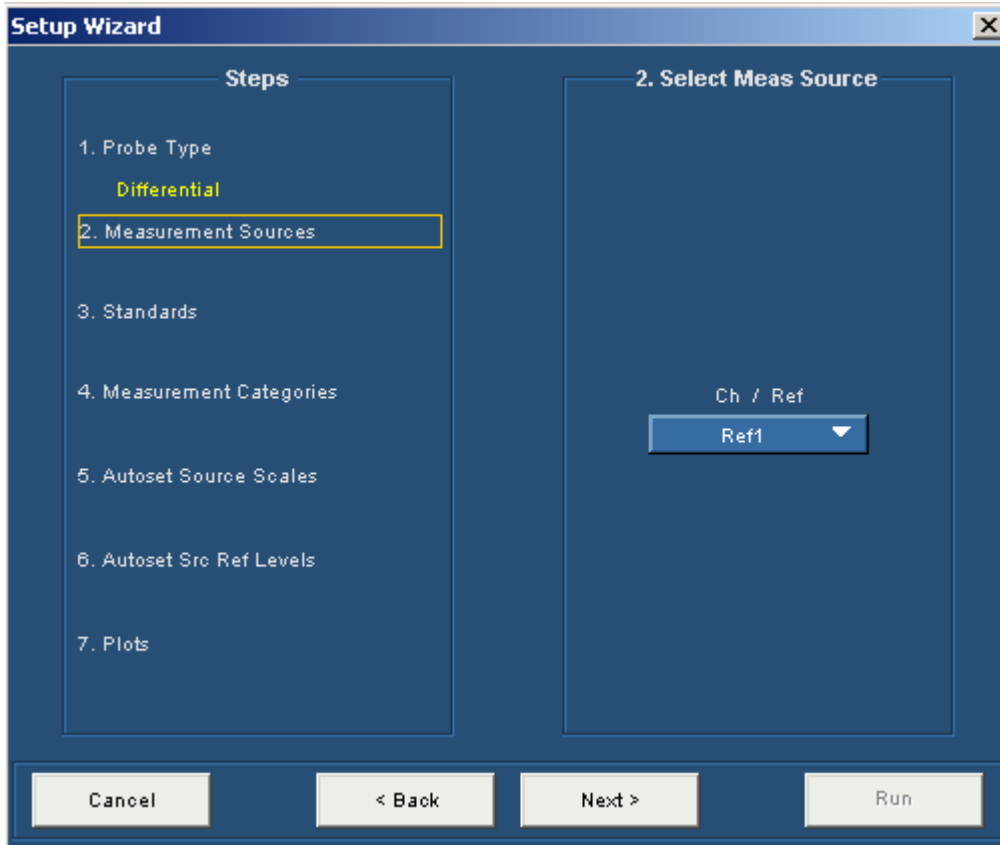 Setup Wizard
Steps
1. Probe Type
Differential
2. Measurement Sources
3. Standards
4. Measurement Categories
5. Autoset Source Scales
6. Autoset Src Ref Levels
7. Plots
2. Select Meas Source
Ch / Ref
Ref1
Cancel
< Back
Next >
Run